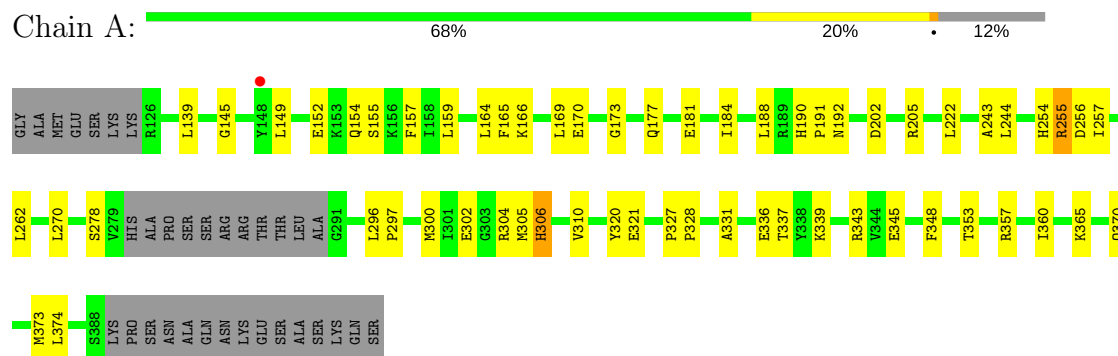 Chain A:
68% 20% • 12%
GLY ALA MET GLU SER LYS LYS R126 L139 G145 Y148 L149 E152 K153 Q154 S155 K156 F157 I158 L159 L164 F165 K166 L169 E170 G173 Q177 E181 I184 L188 R189 H190 P191 N192 D202 R205 L222 A243 L244 H254 R255 D256 I257
L262 L270 S278 V279 HIS ALA PRO SER SER ARG ARG THR THR LEU ALA G291 L296 P297 M300 I301 E302 G303 R304 M305 H306 V310 Y320 E321 P327 P328 A331 E336 T337 Y338 K339 R343 V344 E345 F348 T353 R357 I360 K365
M373 L374 S388 LYS PRO SER ASN ALA GLN ASN LYS GLU SER ALA SER LYS GLN SER